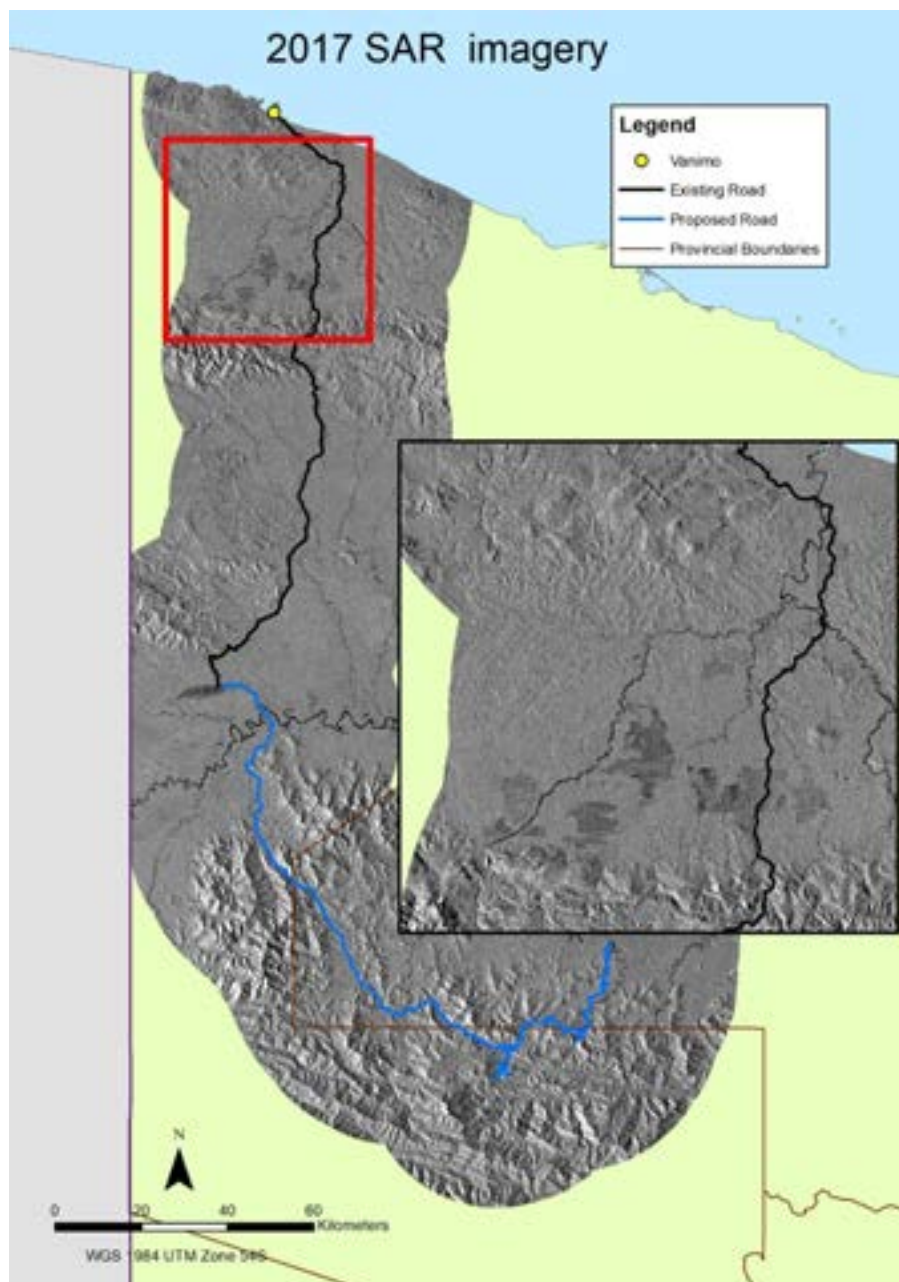 2017 SAR imagery
Legend
Vanimo
Existing Road
Proposed Road
Provincial Boundaries
N
0 20 40 60
Kilometers
WGS 1984 UTM Zone 54S